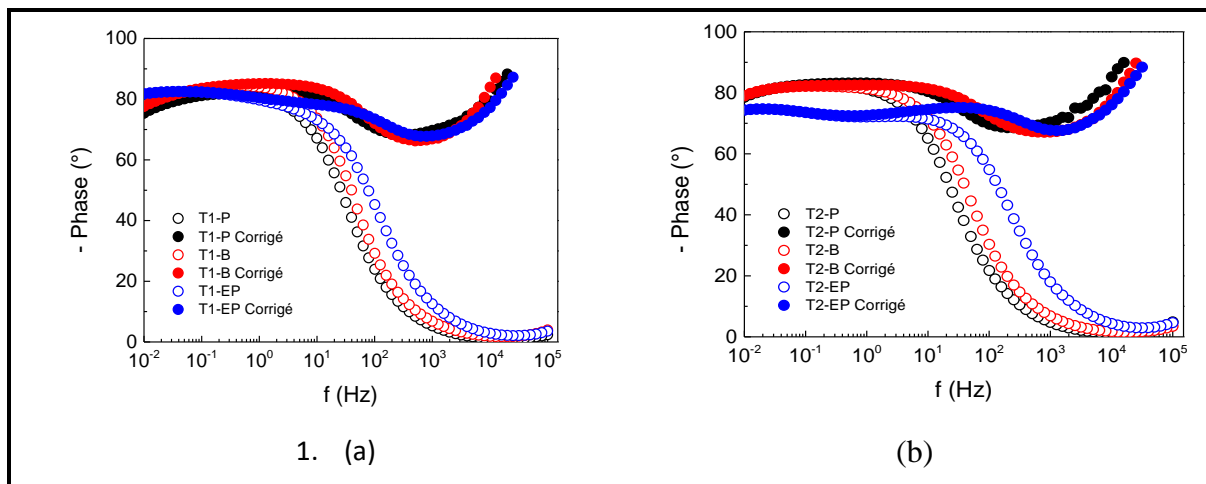 100
80
60
40
20
0
- Phase (°)
T1-P
T1-P Corrigé
T1-B
T1-B Corrigé
T1-EP
T1-EP Corrigé
10-2 10-1 100 101 102 103 104 105
f (Hz)
1. (a)
100
80
60
40
20
0
- Phase (°)
T2-P
T2-P Corrigé
T2-B
T2-B Corrigé
T2-EP
T2-EP Corrigé
10-2 10-1 100 101 102 103 104 105
f (Hz)
(b)